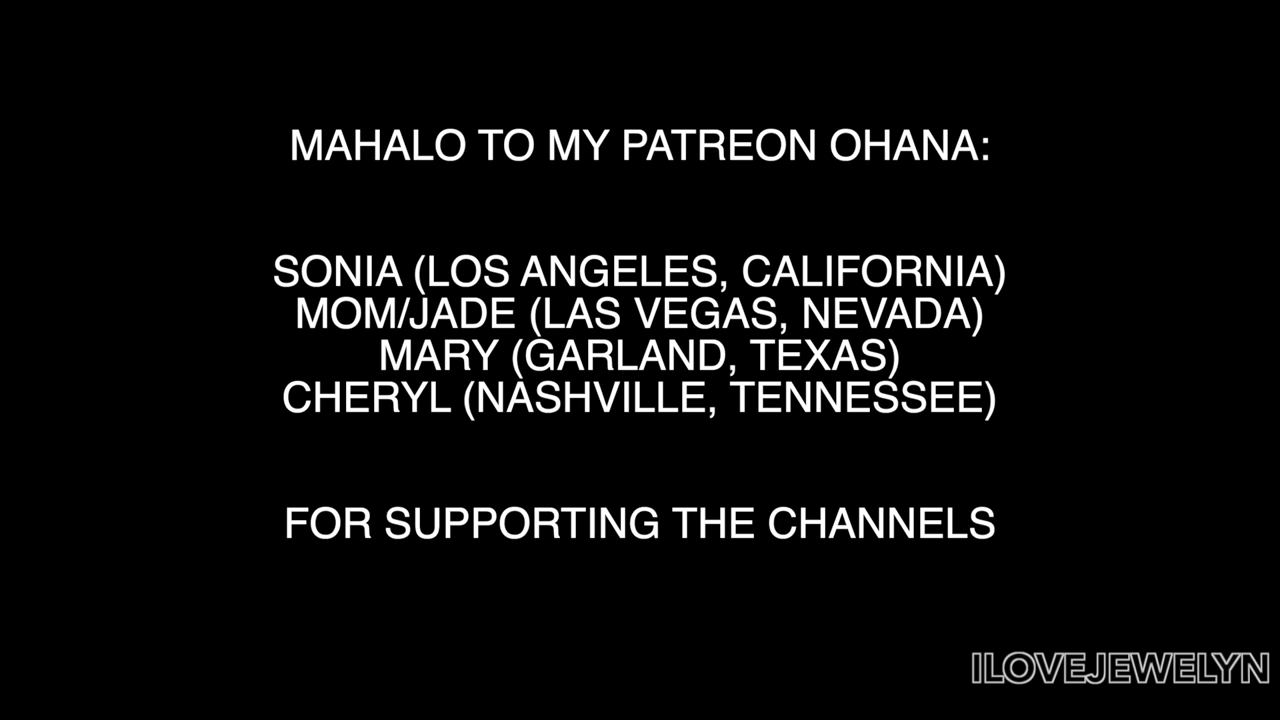 MAHALO TO MY PATREON OHANA:
SONIA (LOS ANGELES, CALIFORNIA)
MOM/JADE (LAS VEGAS, NEVADA)
MARY (GARLAND, TEXAS)
CHERYL (NASHVILLE, TENNESSEE)
FOR SUPPORTING THE CHANNELS
ILOVEJEWELYN